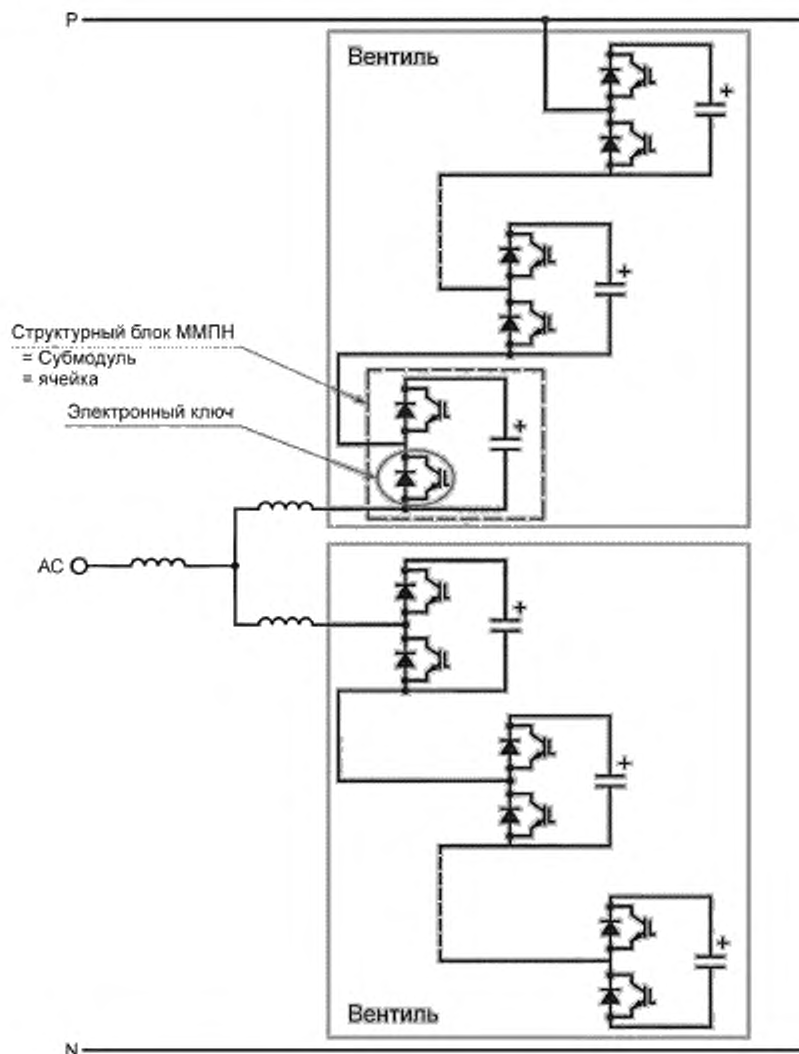 P
Вентиль
+
+
Структурный блок ММПН
= Субмодуль
= ячейка
+
Электронный ключ
AC
+
+
+
Вентиль
N